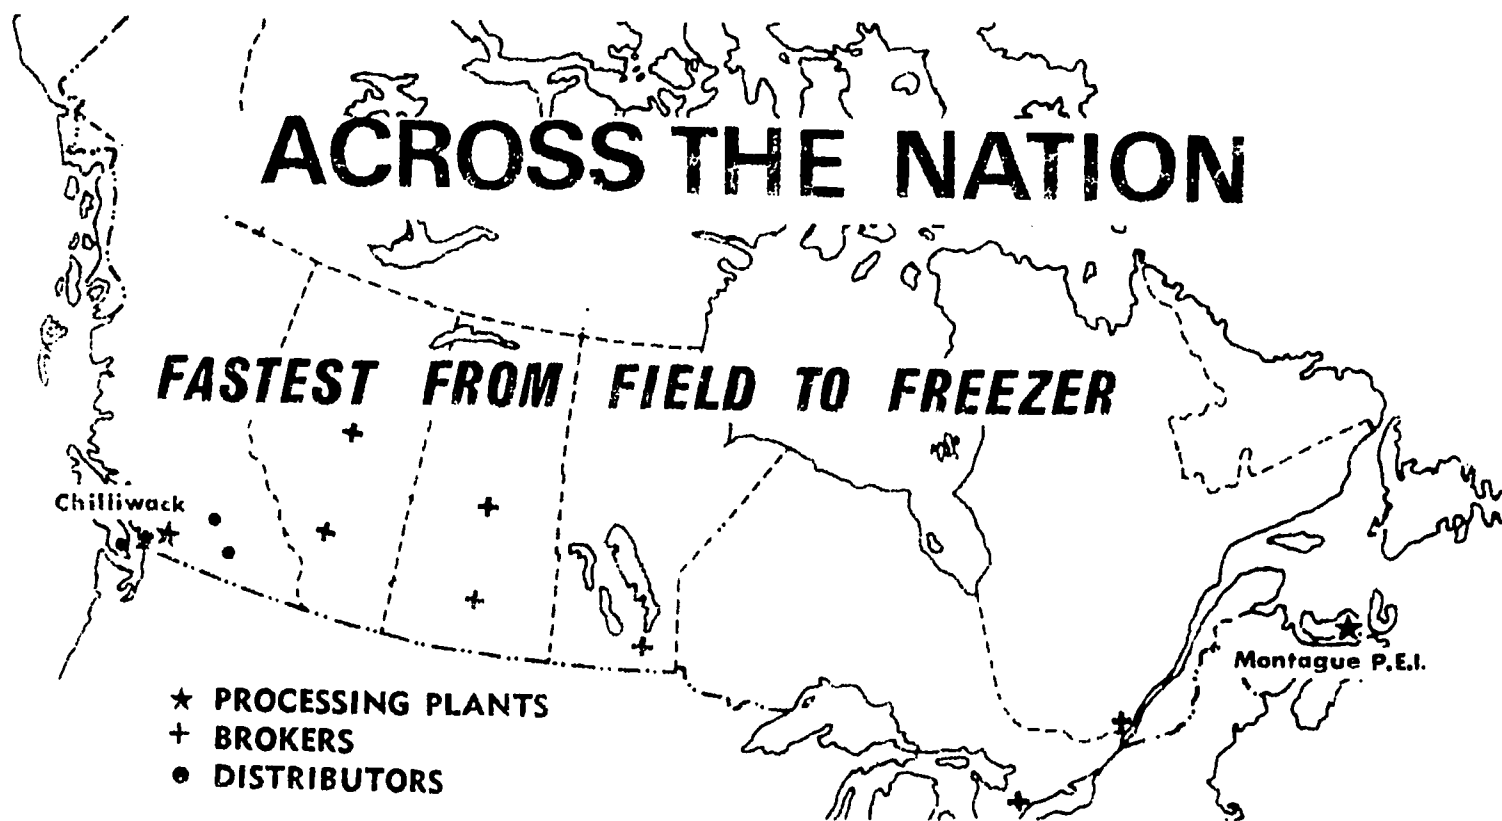 ACROSS THE NATION
FASTEST FROM FIELD TO FREEZER
Chilliwack
Montague P.E.I.
★ PROCESSING PLANTS
+ BROKERS
● DISTRIBUTORS